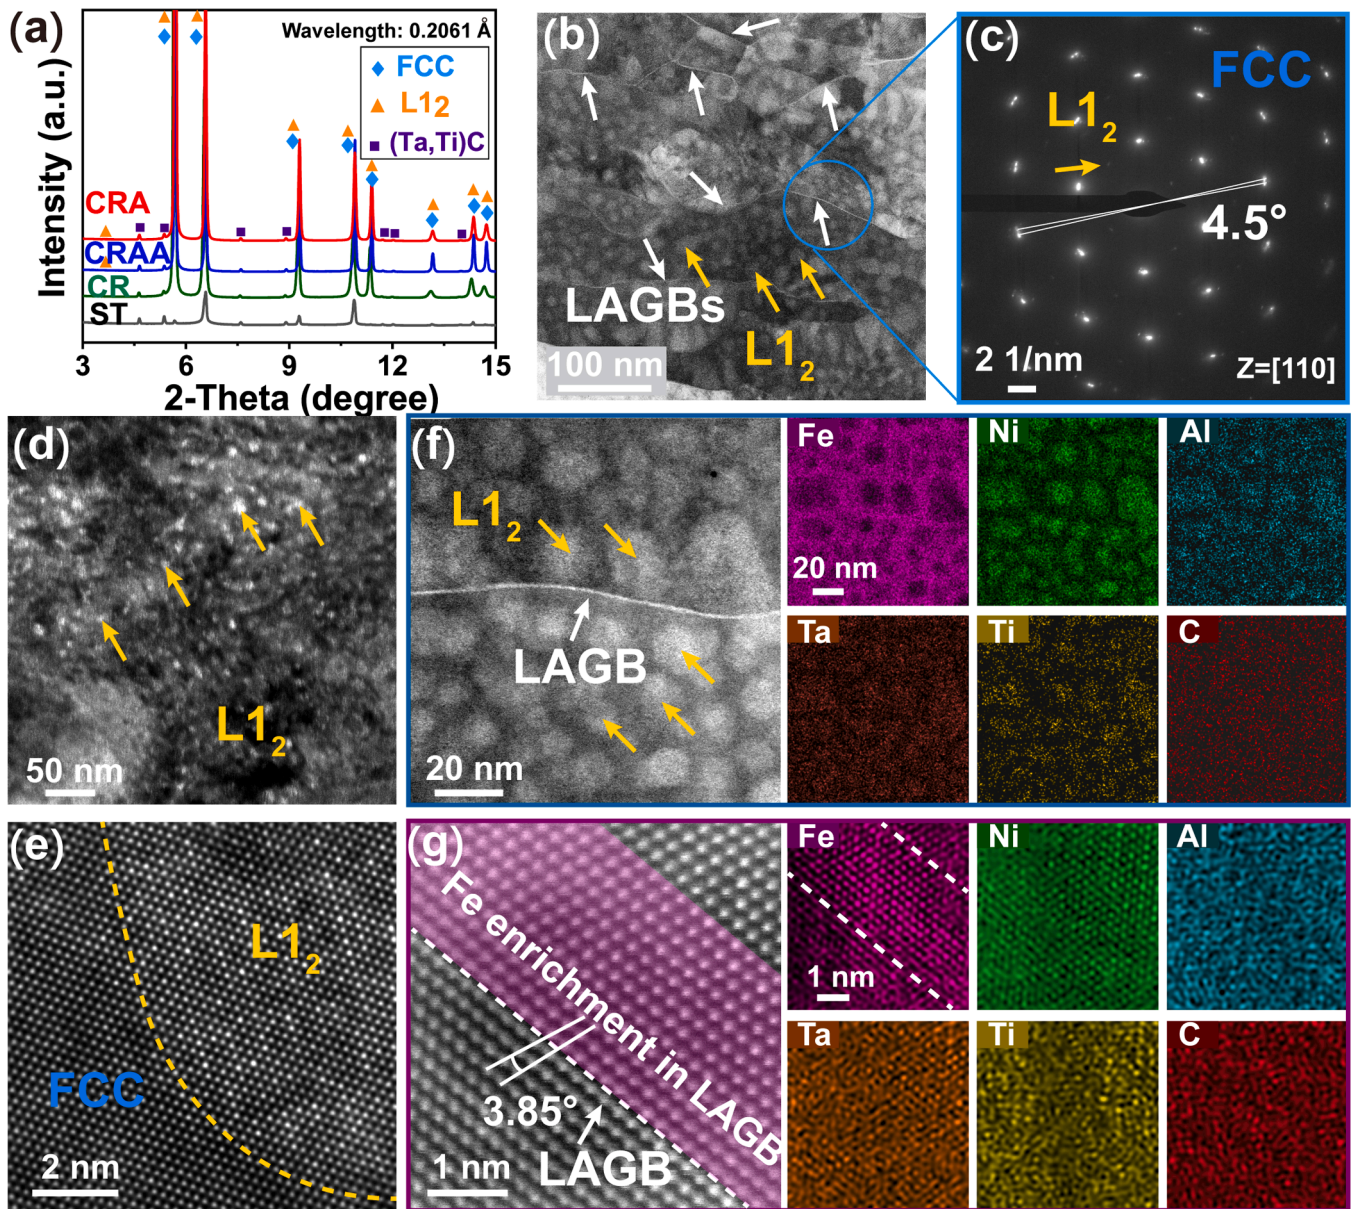 (a)
Wavelength: 0.2061 Å
FCC
L1₂
(Ta,Ti)C
CRA
CRAA
CR
ST
Intensity (a.u.)
3 6 9 12 15
2-Theta (degree)
(b)
LAGBs
L1₂
100 nm
(c)
FCC
L1₂
4.5°
2 1/nm
Z=[110]
(d)
L1₂
50 nm
(f)
L1₂
LAGB
20 nm
Fe
20 nm
Ni
Al
Ta
Ti
C
(e)
L1₂
FCC
2 nm
(g)
Fe enrichment in LAGB
3.85°
LAGB
1 nm
Fe
1 nm
Ni
Al
Ta
Ti
C